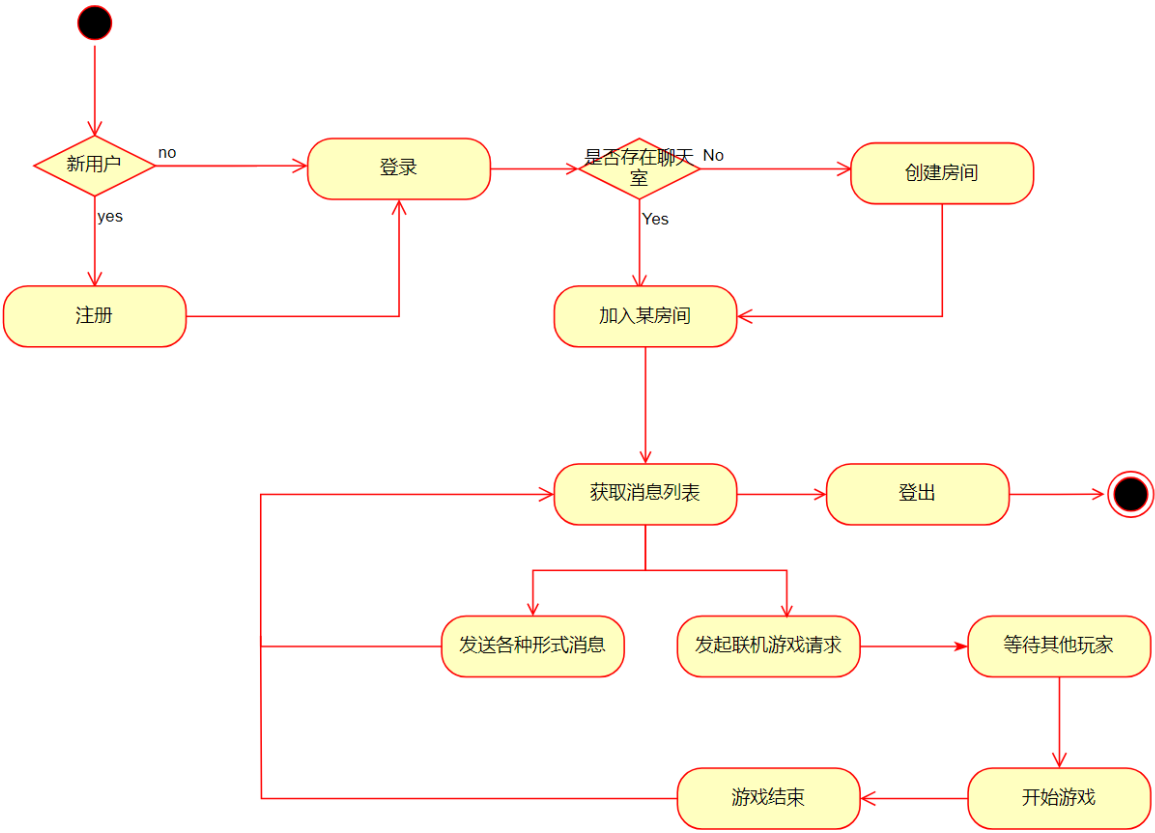 新用户
no
登录
是否存在聊天
室
No
创建房间
yes
Yes
注册
加入某房间
获取消息列表
登出
发送各种形式消息
发起联机游戏请求
等待其他玩家
游戏结束
开始游戏